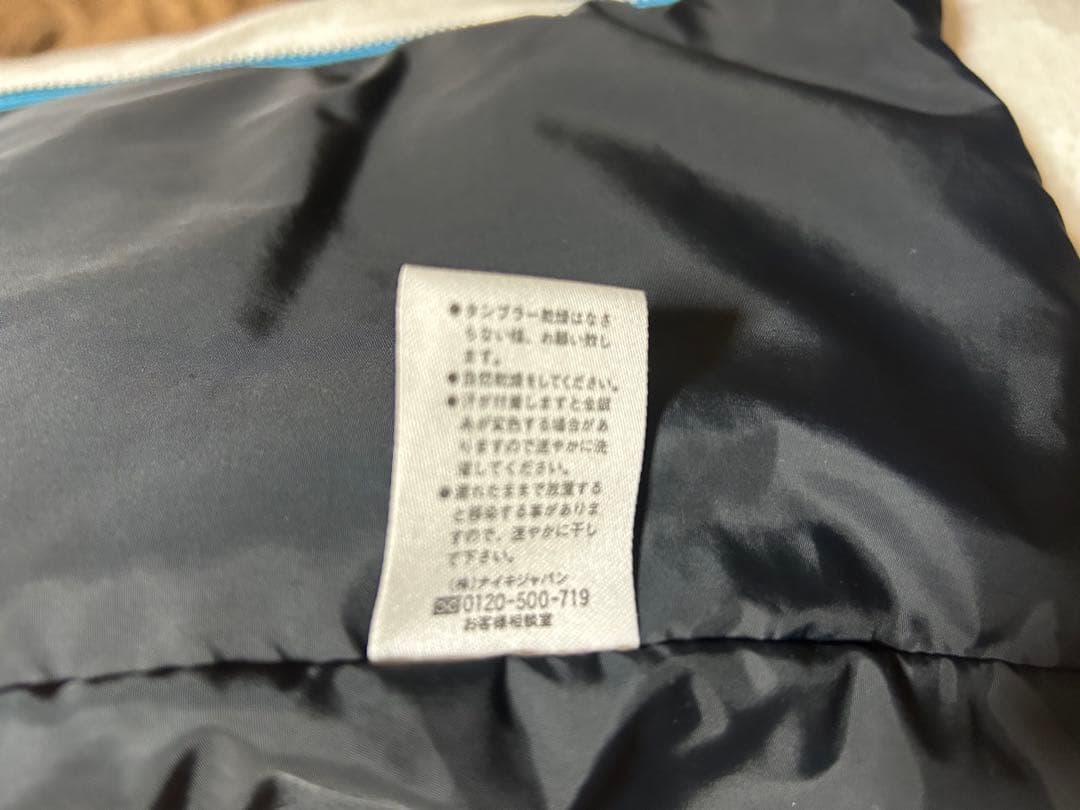 ●タンブラー乾燥はなさ
らない様、お願い致し
ます。
●自然乾燥をしてください。
●汗が付着しますと金銀
糸が変色する場合があ
りますので速やかに洗
濯してください。
●濡れたままで放置する
と移染する事がありま
すので、速やかに干し
て下さい。
(株)ナイキジャパン
0120-500-719
お客様相談室